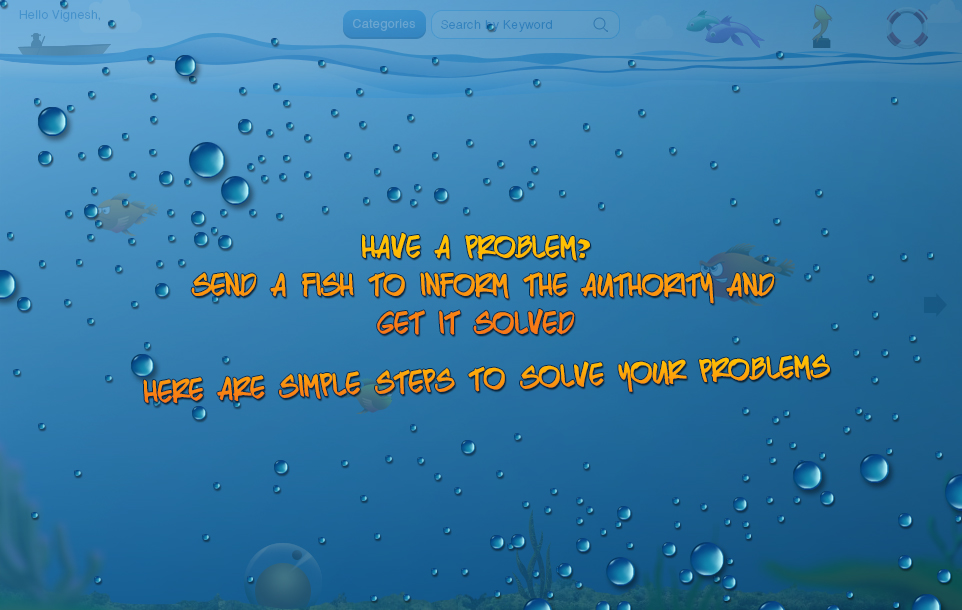 Hello Vignesh,
Categories
Search by Keyword
HAVE A PROBLEM?
SEND A FISH TO INFORM THE AUTHORITY AND
GET IT SOLVED
HERE ARE SIMPLE STEPS TO SOLVE YOUR PROBLEMS